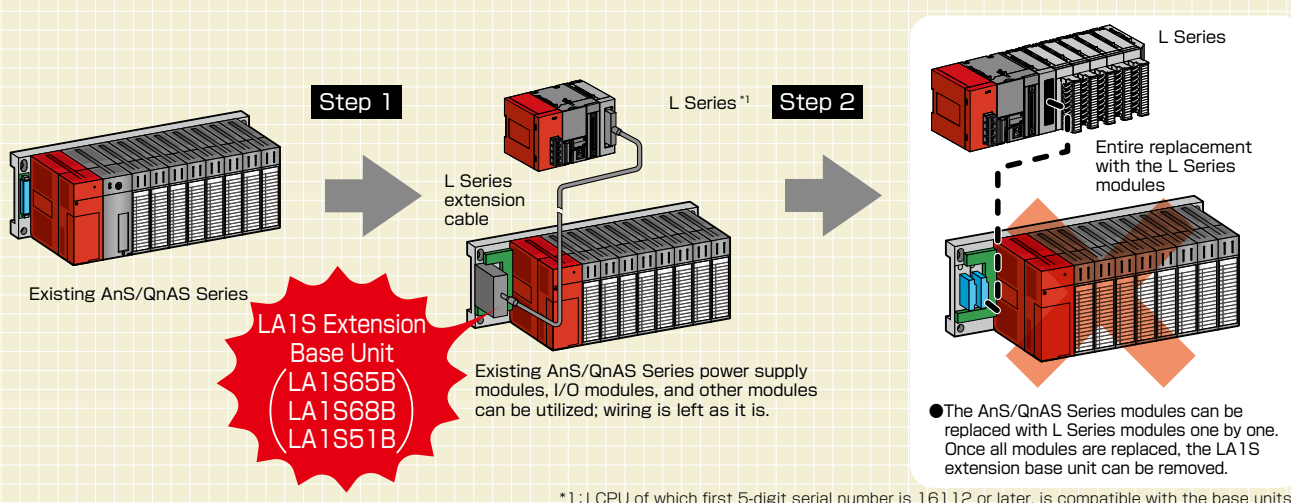 Existing AnS/QnAS Series
Step 1
L Series *1
L Series
extension
cable
LA1S Extension
Base Unit
(LA1S65B
LA1S68B
LA1S51B)
Existing AnS/QnAS Series power supply
modules, I/O modules, and other modules
can be utilized; wiring is left as it is.
Step 2
L Series
Entire replacement
with the L Series
modules
●The AnS/QnAS Series modules can be
replaced with L Series modules one by one.
Once all modules are replaced, the LA1S
extension base unit can be removed.
*1: LCPU of which first 5-digit serial number is 16112 or later, is compatible with the base units